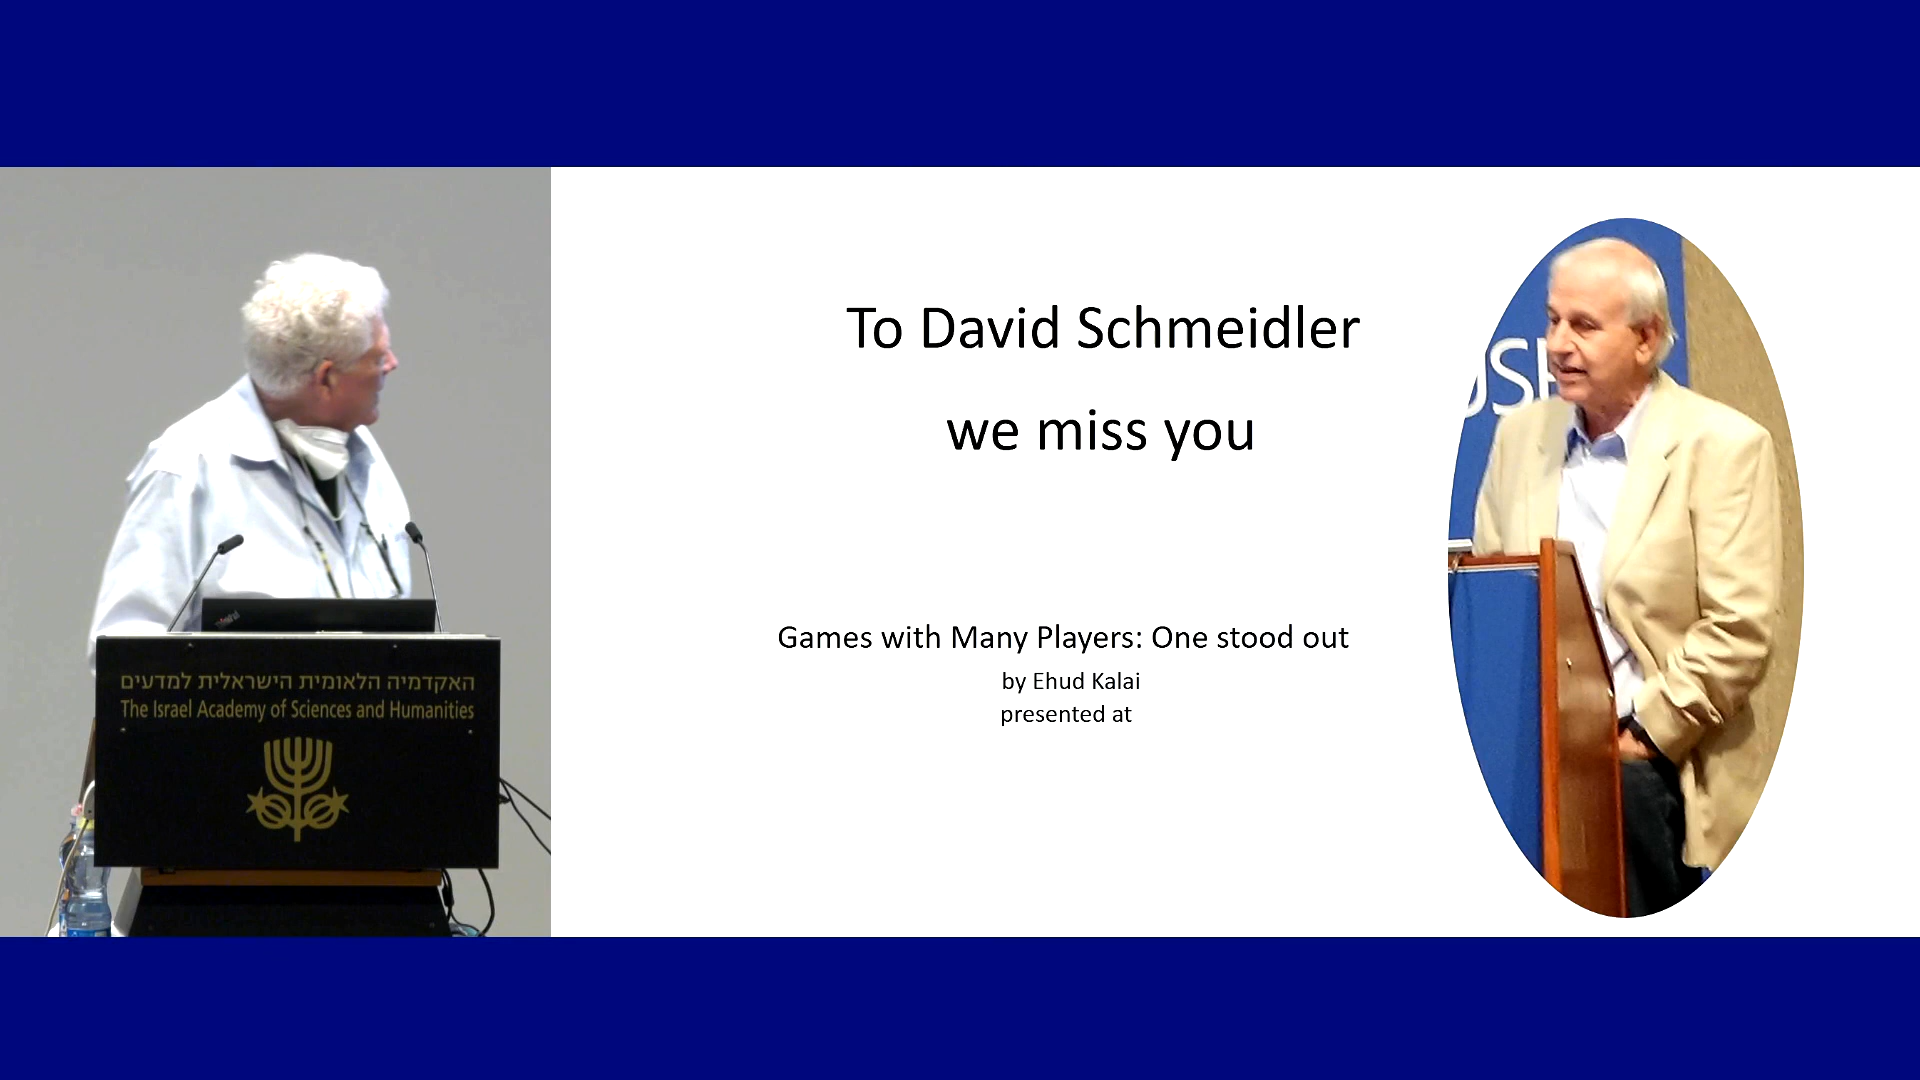 To David Schmeidler
we miss you
Games with Many Players: One stood out
by Ehud Kalai
presented at
האקדמיה הלאומית הישראלית למדעים
The Israel Academy of Sciences and Humanities